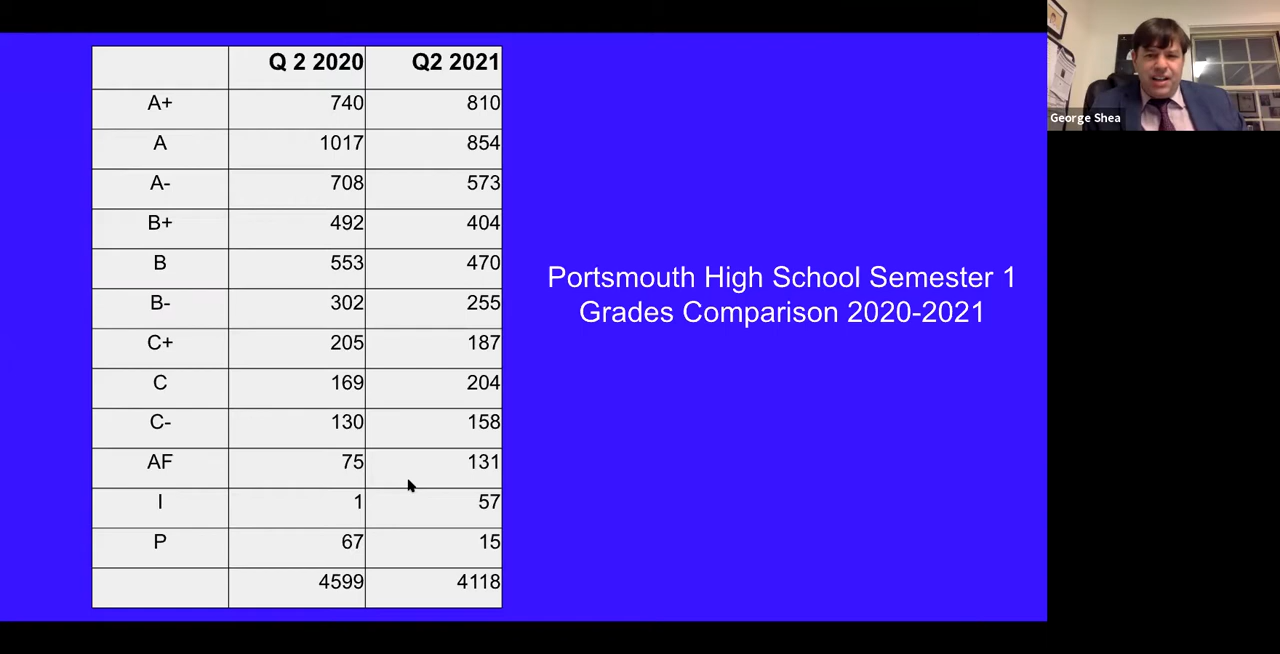 Q 2 2020 Q2 2021
A+ 740 810
A 1017 854
A- 708 573
B+ 492 404
B 553 470
B- 302 255
C+ 205 187
C 169 204
C- 130 158
AF 75 131
I 1 57
P 67 15
4599 4118
Portsmouth High School Semester 1
Grades Comparison 2020-2021
George Shea